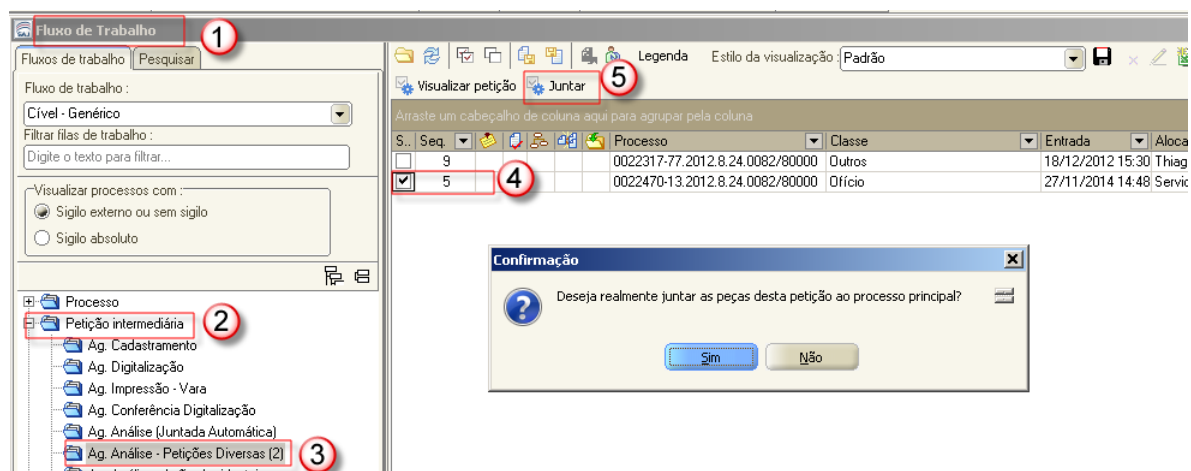 Fluxo de Trabalho
1
Fluxos de trabalho Pesquisar
Fluxo de trabalho :
Cível - Genérico
Filtrar filas de trabalho :
Digite o texto para filtrar...
Visualizar processos com :
Sigilo externo ou sem sigilo
Sigilo absoluto
Processo
Petição intermediária 2
Ag. Cadastramento
Ag. Digitalização
Ag. Impressão - Vara
Ag. Conferência Digitalização
Ag. Análise (Juntada Automática)
Ag. Análise - Petições Diversas (2) 3
Legenda Estilo da visualização : Padrão
Visualizar petição Juntar 5
Arraste um cabeçalho de coluna aqui para agrupar pela coluna
S.. Seq. Processo Classe Entrada Aloca
9 0022317-77.2012.8.24.0082/80000 Outros 18/12/2012 15:30 Thiag
5 4 0022470-13.2012.8.24.0082/80000 Ofício 27/11/2014 14:48 Servic
Confirmação
Deseja realmente juntar as peças desta petição ao processo principal?
Sim Não